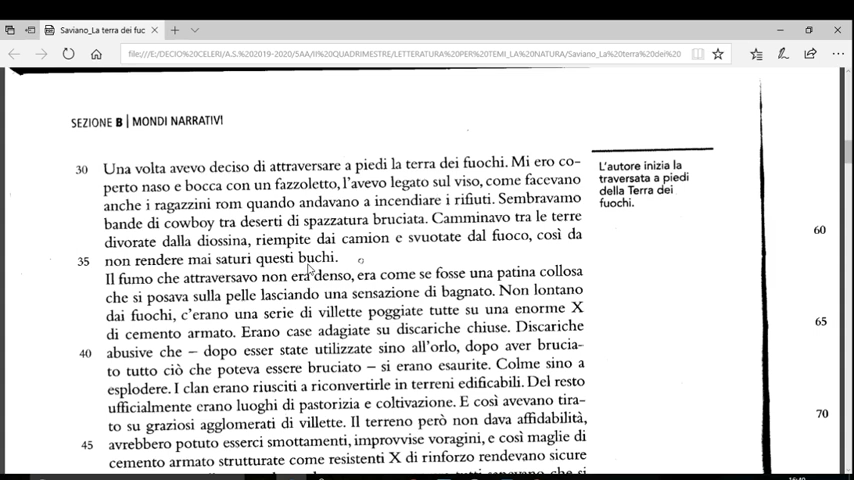 Saviano_La terra dei fuc
file:///E:/DECIO%20CELERI/A.S.%202019-2020/5AA/II%20QUADRIMESTRE/LETTERATURA%20PER%20TEMI_LA%20NATURA/Saviano_La%20terra%20dei%20
SEZIONE B | MONDI NARRATIVI
30 Una volta avevo deciso di attraversare a piedi la terra dei fuochi. Mi ero co-
perto naso e bocca con un fazzoletto, l'avevo legato sul viso, come facevano
anche i ragazzini rom quando andavano a incendiare i rifiuti. Sembravamo
bande di cowboy tra deserti di spazzatura bruciata. Camminavo tra le terre
divorate dalla diossina, riempite dai camion e svuotate dal fuoco, così da
35 non rendere mai saturi questi buchi.
Il fumo che attraversavo non era denso, era come se fosse una patina collosa
che si posava sulla pelle lasciando una sensazione di bagnato. Non lontano
dai fuochi, c'erano una serie di villette poggiate tutte su una enorme X
di cemento armato. Erano case adagiate su discariche chiuse. Discariche
40 abusive che – dopo esser state utilizzate sino all'orlo, dopo aver brucia-
to tutto ciò che poteva essere bruciato – si erano esaurite. Colme sino a
esplodere. I clan erano riusciti a riconvertirle in terreni edificabili. Del resto
ufficialmente erano luoghi di pastorizia e coltivazione. E così avevano tira-
to su graziosi agglomerati di villette. Il terreno però non dava affidabilità,
45 avrebbero potuto esserci smottamenti, improvvise voragini, e così maglie di
cemento armato strutturate come resistenti X di rinforzo rendevano sicure
L'autore inizia la
traversata a piedi
della Terra dei
fuochi.
60
65
70